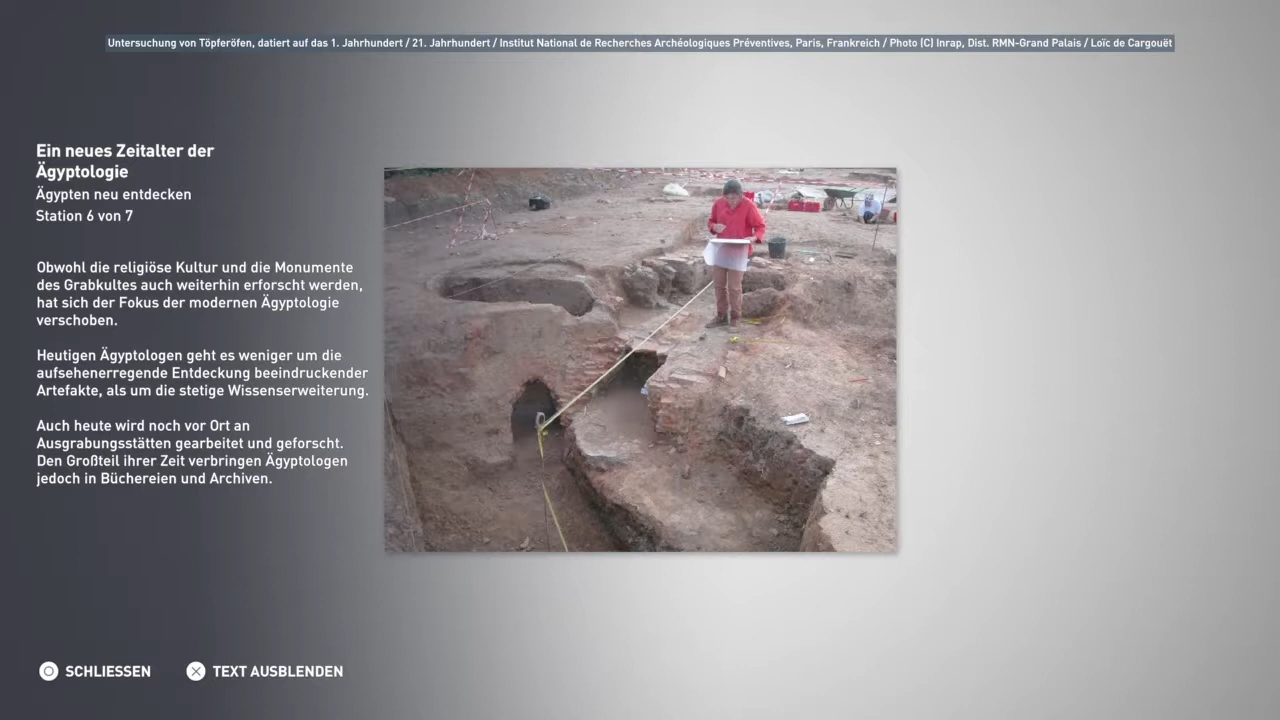 Untersuchung von Töpferöfen, datiert auf das 1. Jahrhundert / 21. Jahrhundert / Institut National de Recherches Archéologiques Préventives, Paris, Frankreich / Photo (C) Inrap, Dist. RMN-Grand Palais / Loïc de Cargouët
Ein neues Zeitalter der
Ägyptologie
Ägypten neu entdecken
Station 6 von 7
Obwohl die religiöse Kultur und die Monumente
des Grabkultes auch weiterhin erforscht werden,
hat sich der Fokus der modernen Ägyptologie
verschoben.
Heutigen Ägyptologen geht es weniger um die
aufsehenerregende Entdeckung beeindruckender
Artefakte, als um die stetige Wissenserweiterung.
Auch heute wird noch vor Ort an
Ausgrabungsstätten gearbeitet und geforscht.
Den Großteil ihrer Zeit verbringen Ägyptologen
jedoch in Büchereien und Archiven.
SCHLIESSEN
TEXT AUSBLENDEN